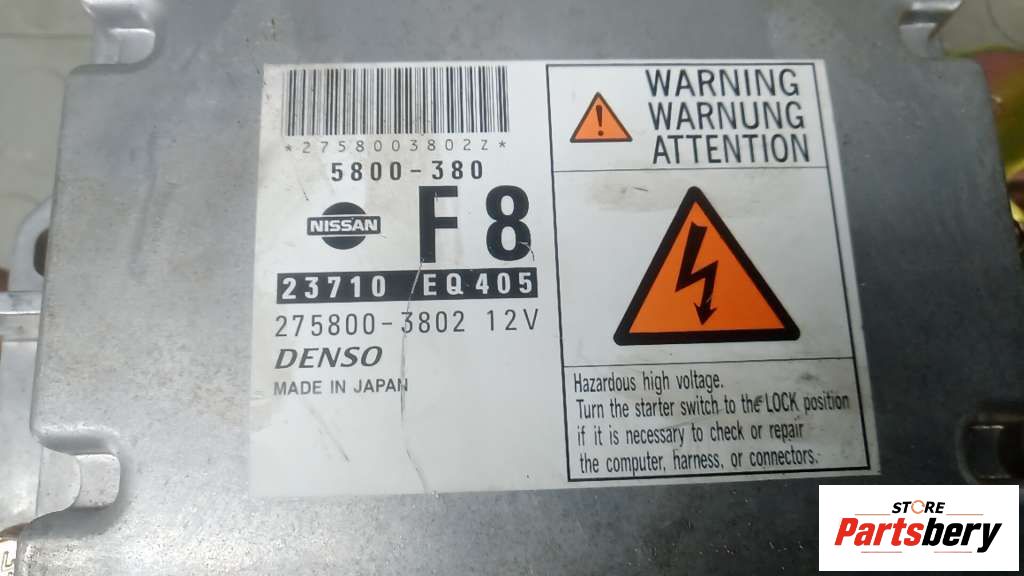 *2758003802Z*
5800-380
NISSAN
F8
23710 EQ405
275800-3802 12V
DENSO
MADE IN JAPAN
WARNING
WARNUNG
ATTENTION
Hazardous high voltage.
Turn the starter switch to the LOCK position
if it is necessary to check or repair
the computer, harness, or connectors.
STORE
Partsbery